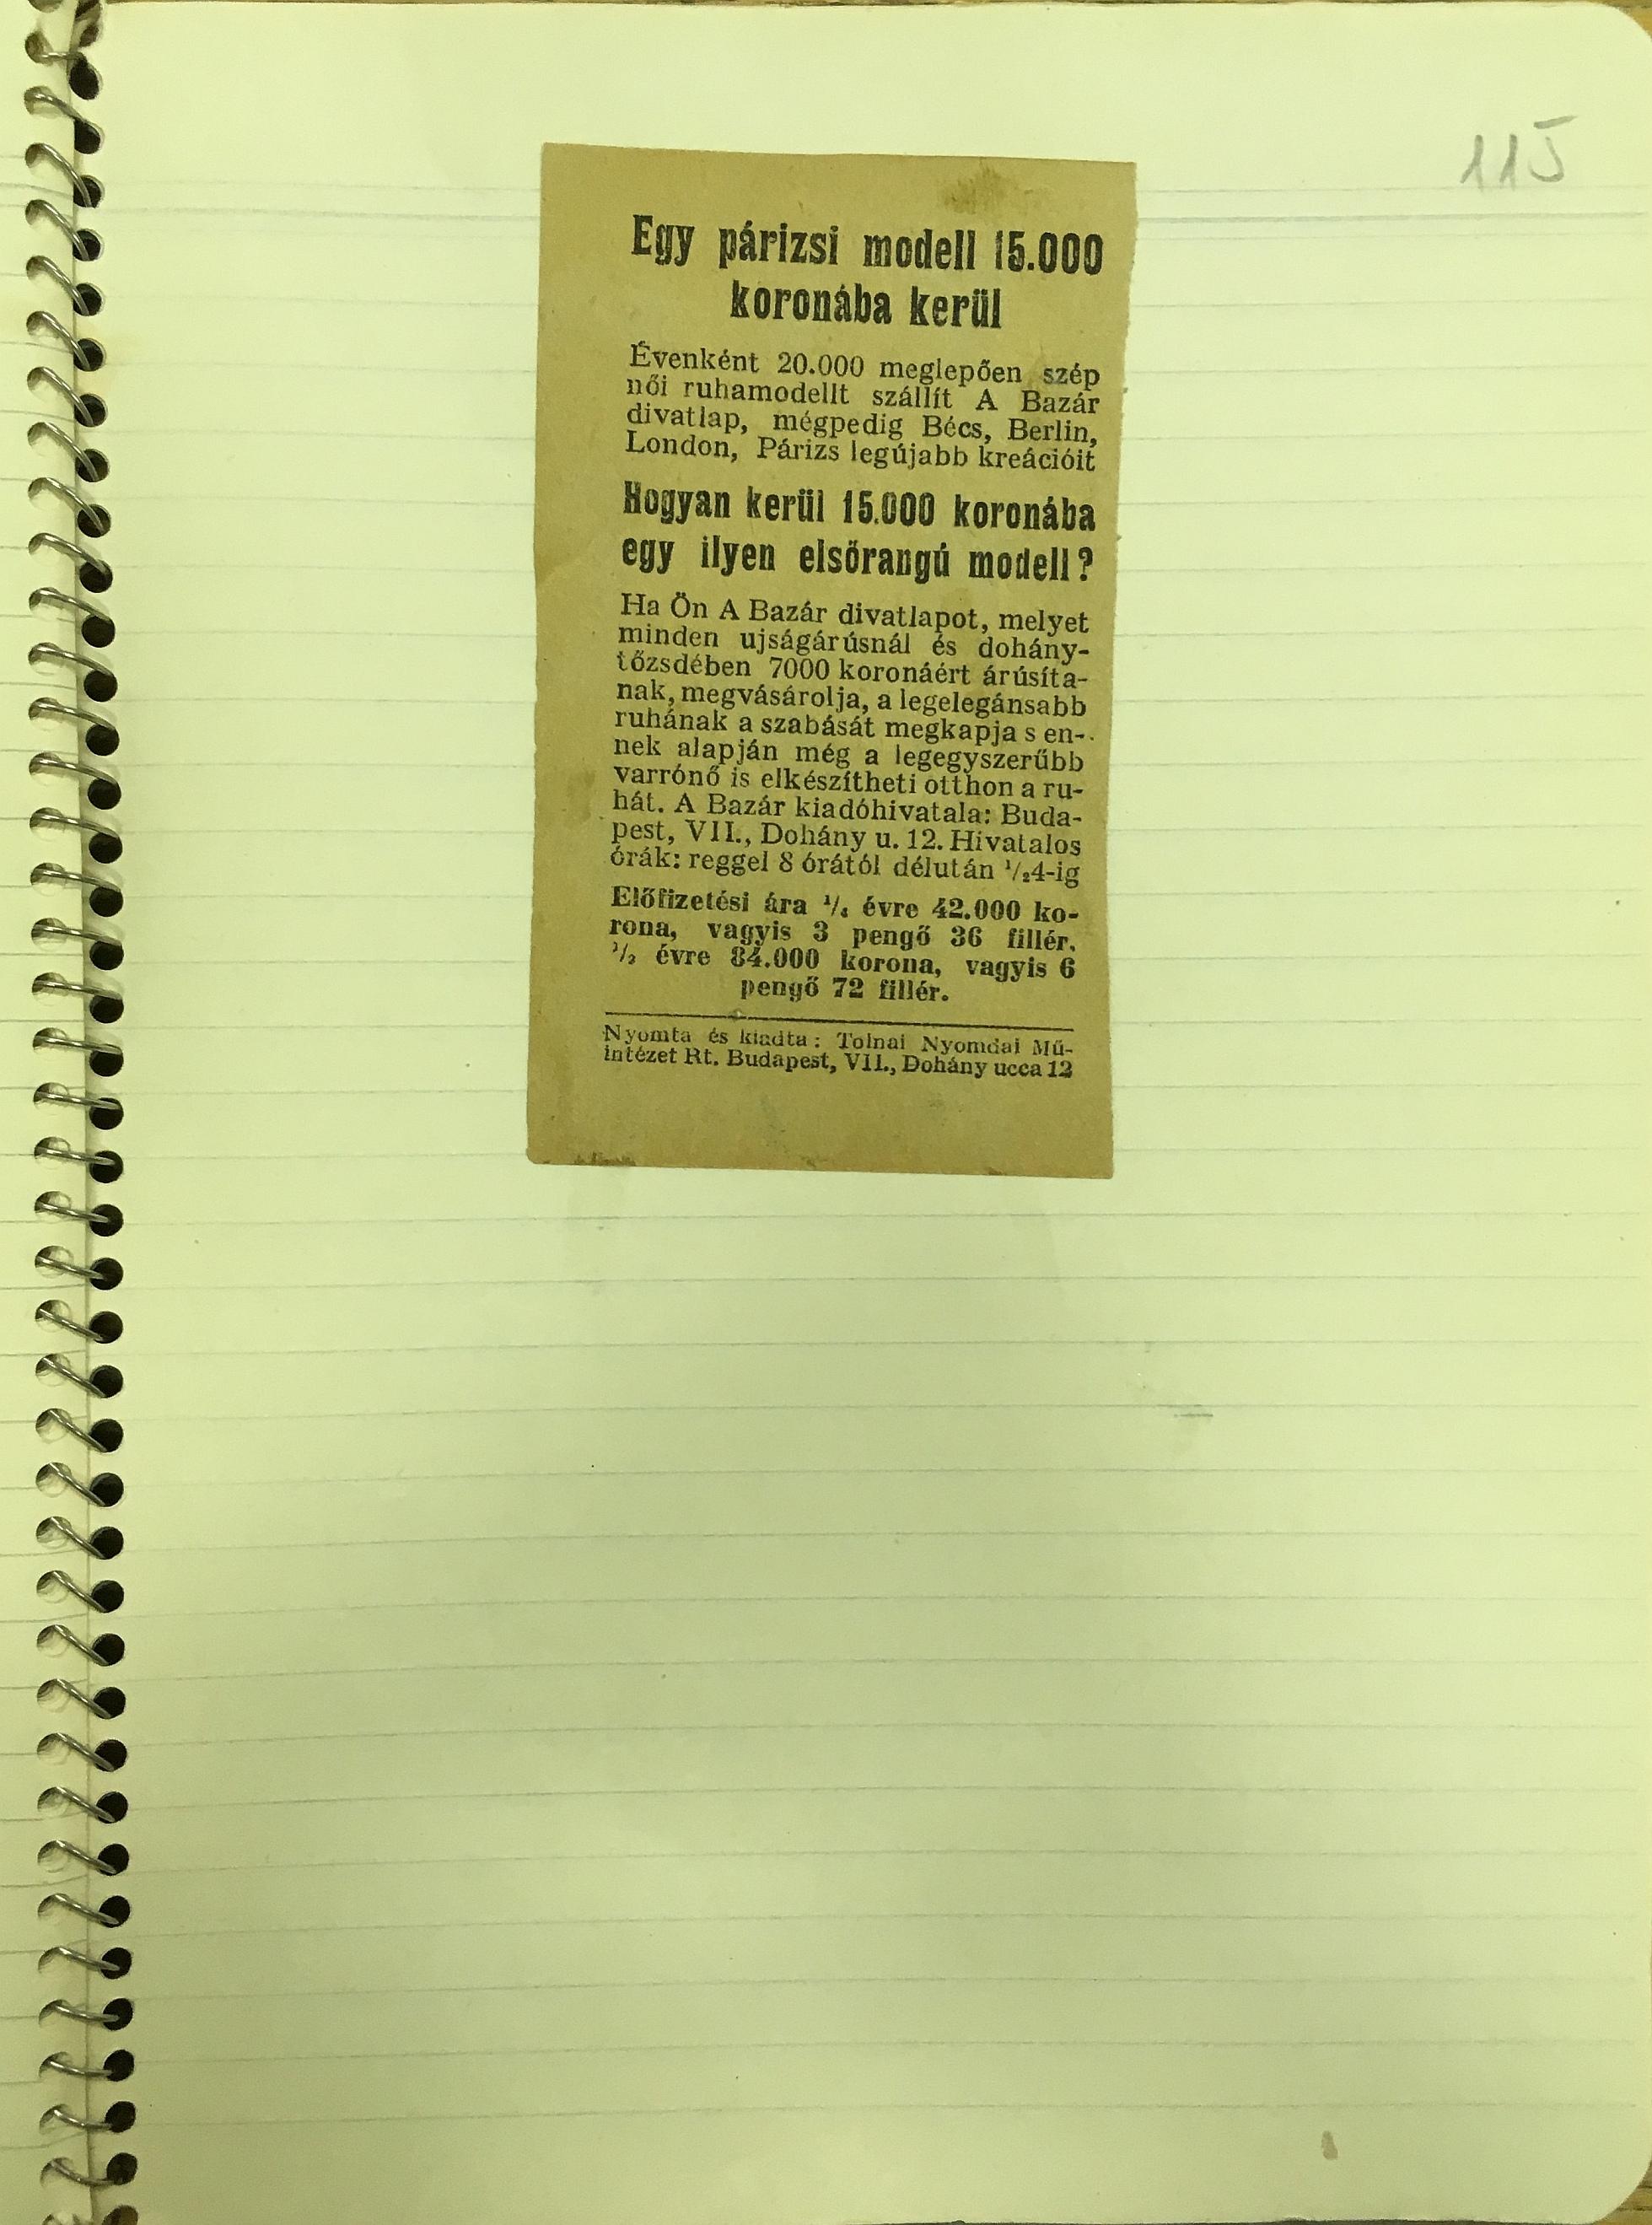 115
Egy párizsi modell 15.000
koronába kerül
Évenként 20.000 meglepően szép
női ruhamodellt szállít A Bazár
divatlap, mégpedig Bécs, Berlin,
London, Párizs legújabb kreációit
Hogyan kerül 15.000 koronába
egy ilyen elsőrangú modell?
Ha Ön A Bazár divatlapot, melyet
minden ujságárúsnál és dohány-
tőzsdében 7000 koronáért árúsíta-
nak, megvásárolja, a legelegánsabb
ruhának a szabását megkapja s en-
nek alapján még a legegyszerűbb
varrónő is elkészítheti otthon a ru-
hát. A Bazár kiadóhivatala: Buda-
pest, VII., Dohány u. 12. Hivatalos
órák: reggel 8 órától délután 1/24-ig
Előfizetési ára 1/4 évre 42.000 ko-
rona, vagyis 3 pengő 36 fillér.
1/2 évre 84.000 korona, vagyis 6
pengő 72 fillér.
Nyomta és kiadta: Tolnai Nyomdai Mű-
intézet Rt. Budapest, VII., Dohány ucca 12